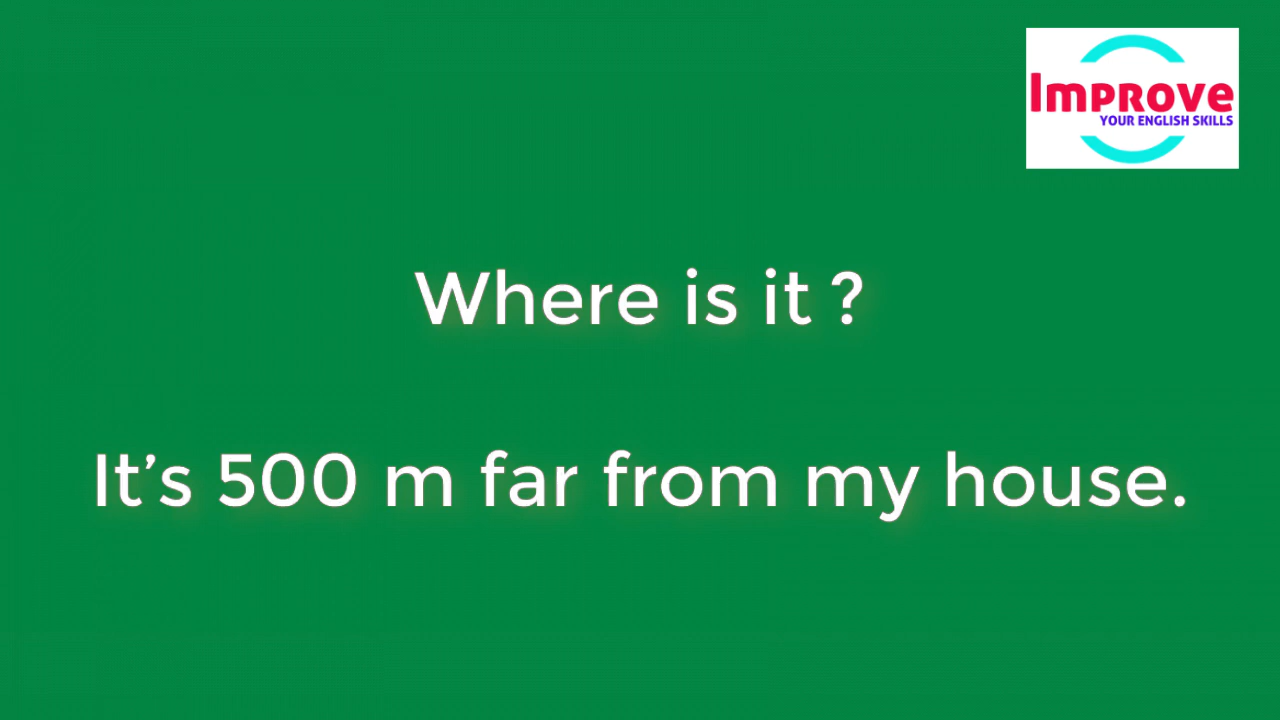 Improve
YOUR ENGLISH SKILLS
Where is it ?
It’s 500 m far from my house.